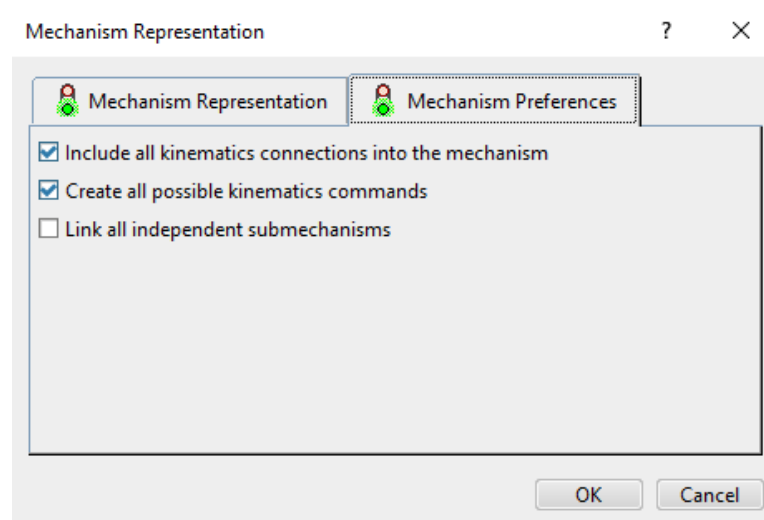 Mechanism Representation ?
Mechanism Representation Mechanism Preferences
Include all kinematics connections into the mechanism
Create all possible kinematics commands
Link all independent submechanisms
OK Cancel